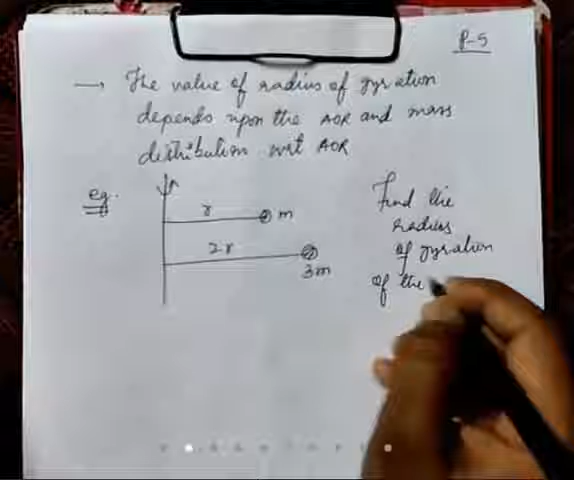 P-5
→ The value of radius of gyration
depends upon the AOR and mass
distribution wrt AOR
eg.
r
m
2r
3m
Find the
radius
of gyration
of the